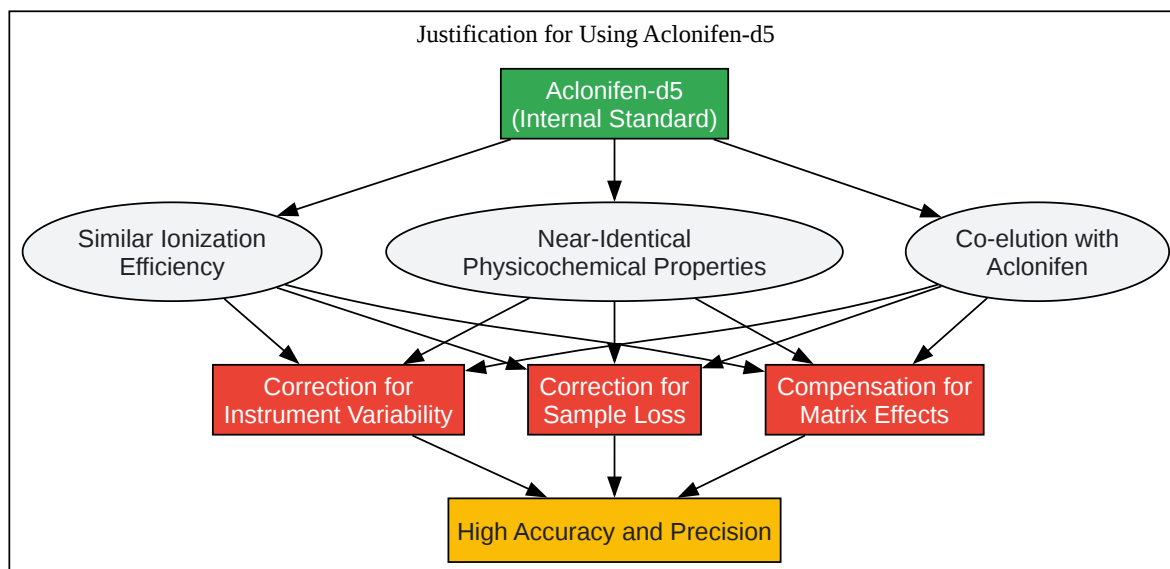 Justification for Using Aclonifen-d5
Aclonifen-d5
(Internal Standard)
Similar Ionization
Efficiency
Near-Identical
Physicochemical Properties
Co-elution with
Aclonifen
Correction for
Instrument Variability
Correction for
Sample Loss
Compensation for
Matrix Effects
High Accuracy and Precision